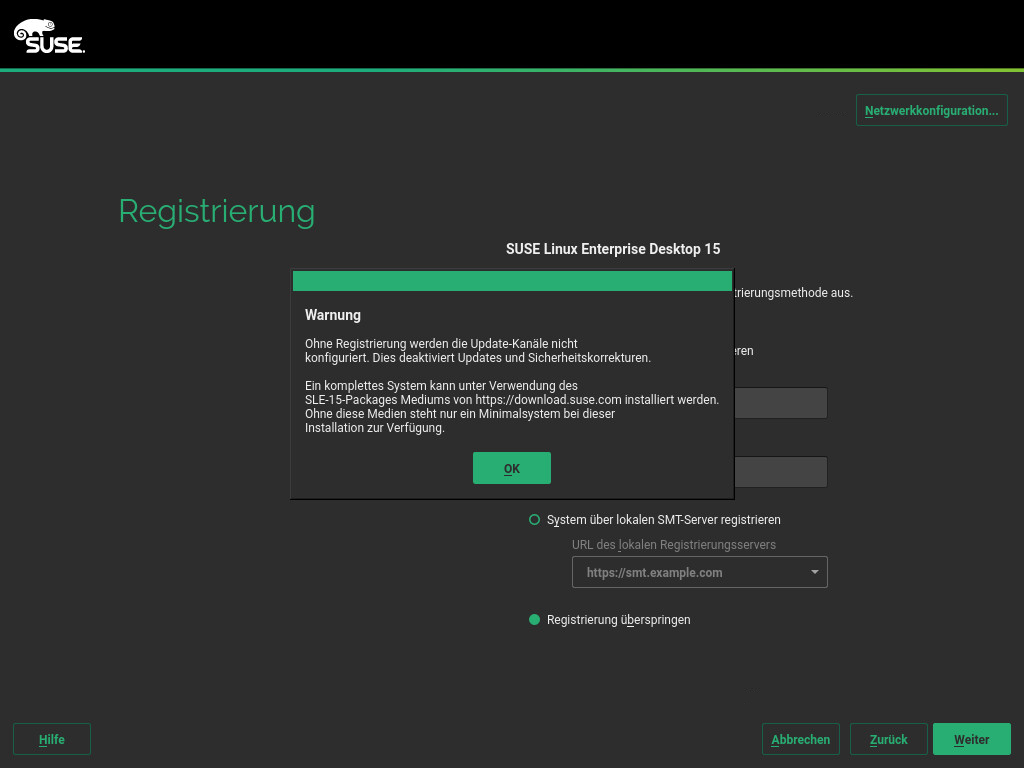 SUSE
Netzwerkkonfiguration...
Registrierung
SUSE Linux Enterprise Desktop 15
trierungsmethode aus.
Warnung
Ohne Registrierung werden die Update-Kanäle nicht
konfiguriert. Dies deaktiviert Updates und Sicherheitskorrekturen.
eren
Ein komplettes System kann unter Verwendung des
SLE-15-Packages Mediums von https://download.suse.com installiert werden.
Ohne diese Medien steht nur ein Minimalsystem bei dieser
Installation zur Verfügung.
OK
System über lokalen SMT-Server registrieren
URL des lokalen Registrierungsservers
https://smt.example.com
Registrierung überspringen
Hilfe
Abbrechen
Zurück
Weiter